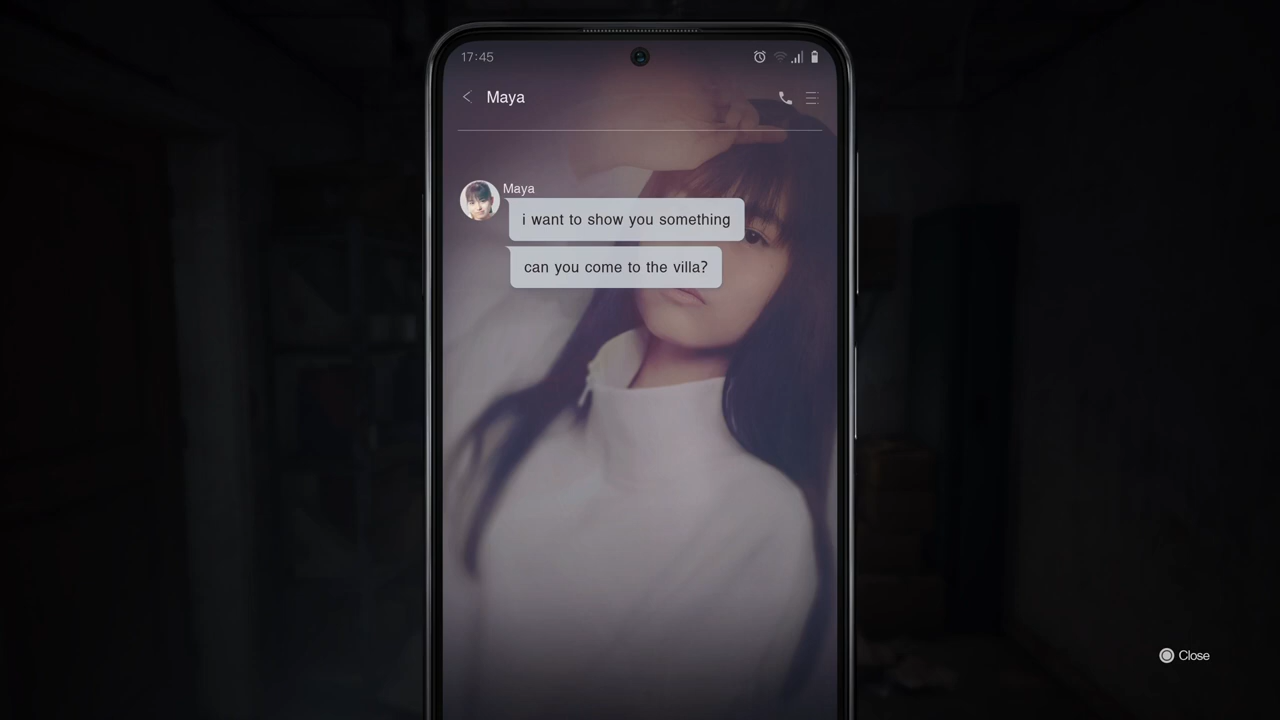 17:45
Maya
Maya
i want to show you something
can you come to the villa?
Close